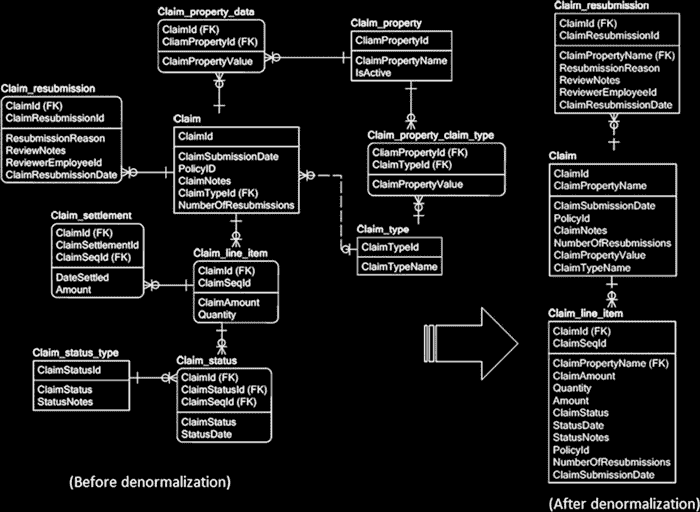 Claim_property_data
ClaimId (FK)
CliamPropertyId (FK)
ClaimPropertyValue
Claim_property
CliamPropertyId
ClaimPropertyName
IsActive
Claim_resubmission
ClaimId (FK)
ClaimResubmissionId
ResubmissionReason
ReviewNotes
ReviewerEmployeeId
ClaimResubmissionDate
Claim
ClaimId
ClaimSubmissionDate
PolicyID
ClaimNotes
ClaimTypeId (FK)
NumberOfResubmissions
Claim_property_claim_type
CliamPropertyId (FK)
ClaimTypeId (FK)
ClaimPropertyValue
Claim_type
ClaimTypeId
ClaimTypeName
Claim_settlement
ClaimId (FK)
ClaimSettlementId
ClaimSeqId (FK)
DateSettled
Amount
Claim_line_item
ClaimId (FK)
ClaimSeqId
ClaimAmount
Quantity
Claim_status_type
ClaimStatusId
ClaimStatus
StatusNotes
Claim_status
ClaimId (FK)
ClaimStatusId (FK)
ClaimSeqId (FK)
ClaimStatus
StatusDate
(Before denormalization)
Claim_resubmission
ClaimId (FK)
ClaimResubmissionId
ClaimPropertyName (FK)
ResubmissionReason
ReviewNotes
ReviewerEmployeeId
ClaimResubmissionDate
Claim
ClaimId
ClaimPropertyName
ClaimSubmissionDate
PolicyId
ClaimNotes
NumberOfResubmissions
ClaimPropertyValue
ClaimTypeName
Claim_line_item
ClaimId (FK)
ClaimSeqId
ClaimPropertyName (FK)
ClaimAmount
Quantity
Amount
ClaimStatus
StatusDate
StatusNotes
PolicyId
NumberOfResubmissions
ClaimSubmissionDate
(After denormalization)